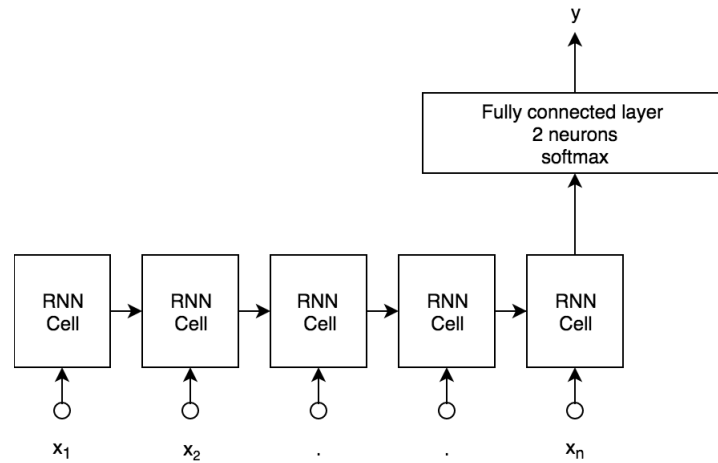 y
Fully connected layer
2 neurons
softmax
RNN
Cell
RNN
Cell
RNN
Cell
RNN
Cell
RNN
Cell
x₁
x₂
.
.
xₙ